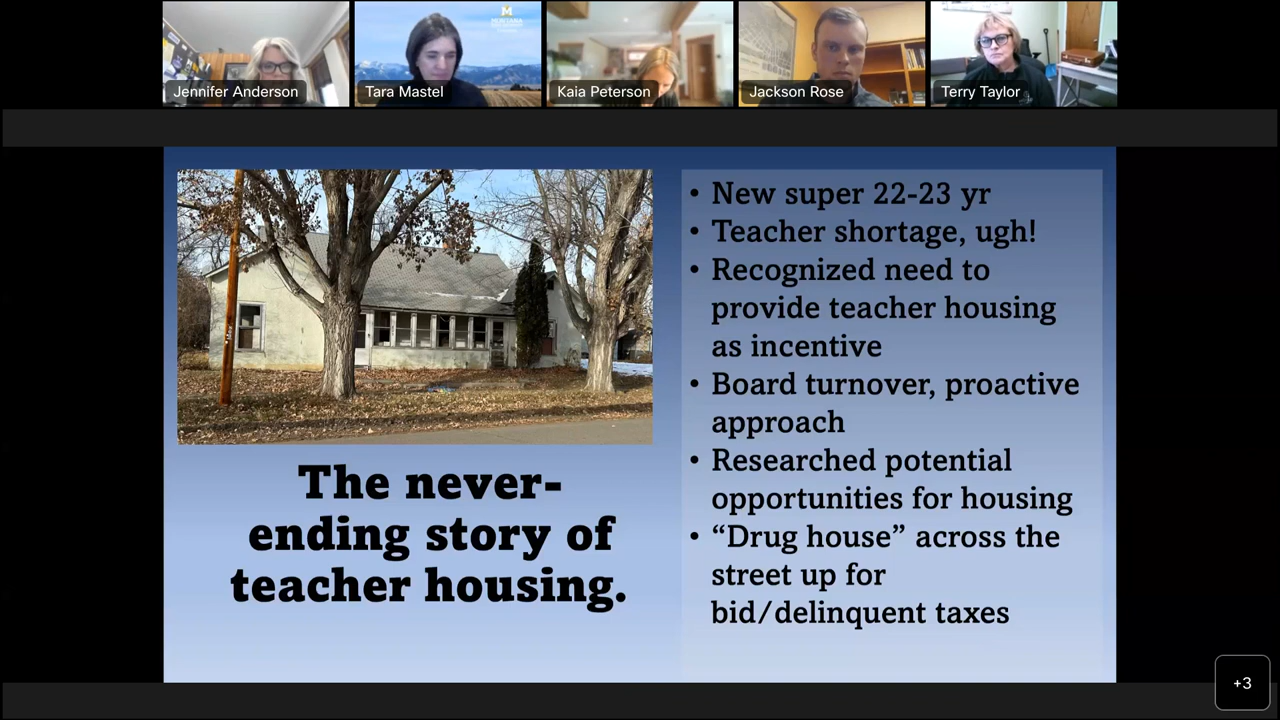 M
MONTANA
Jennifer Anderson
Tara Mastel
Kaia Peterson
Jackson Rose
Terry Taylor
The never-
ending story of
teacher housing.
• New super 22-23 yr
• Teacher shortage, ugh!
• Recognized need to
provide teacher housing
as incentive
• Board turnover, proactive
approach
• Researched potential
opportunities for housing
• “Drug house” across the
street up for
bid/delinquent taxes
+3